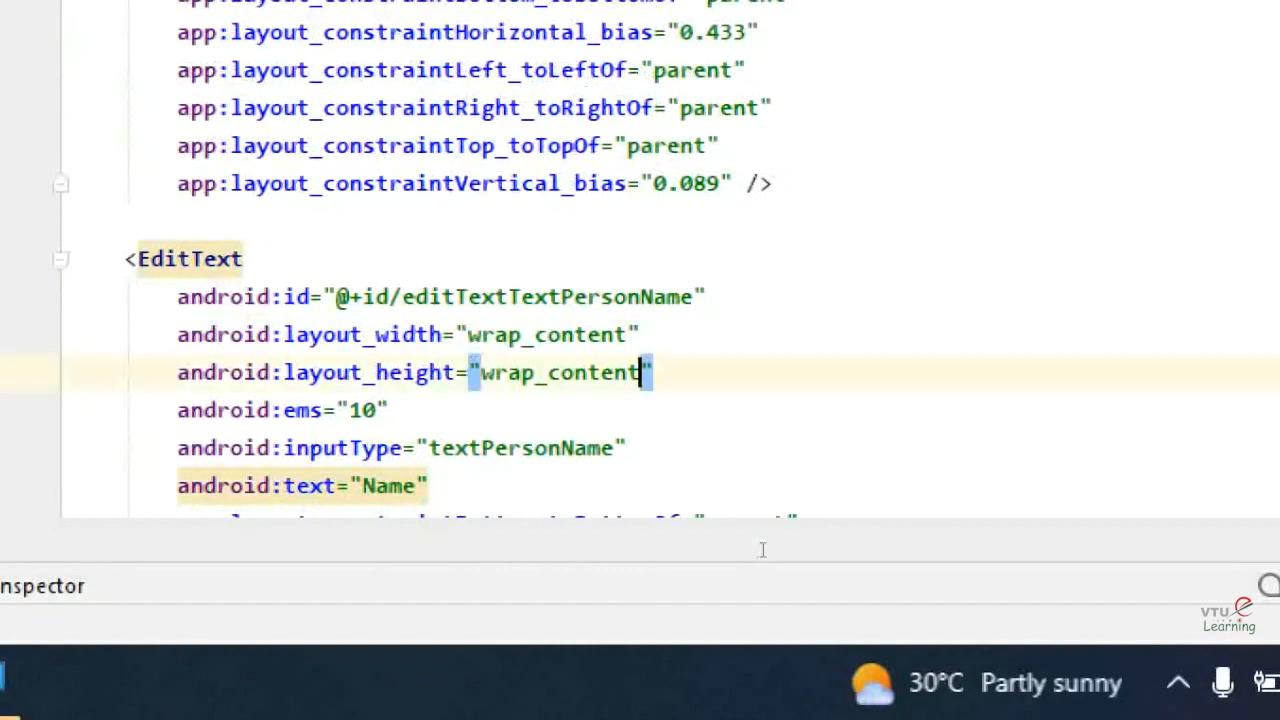 app:layout_constraintHorizontal_bias="0.433"
app:layout_constraintLeft_toLeftOf="parent"
app:layout_constraintRight_toRightOf="parent"
app:layout_constraintTop_toTopOf="parent"
app:layout_constraintVertical_bias="0.089" />
<EditText
android:id="@+id/editTextTextPersonName"
android:layout_width="wrap_content"
android:layout_height="wrap_content"
android:ems="10"
android:inputType="textPersonName"
android:text="Name"
nspector
VTU e
Learning
30°C Partly sunny